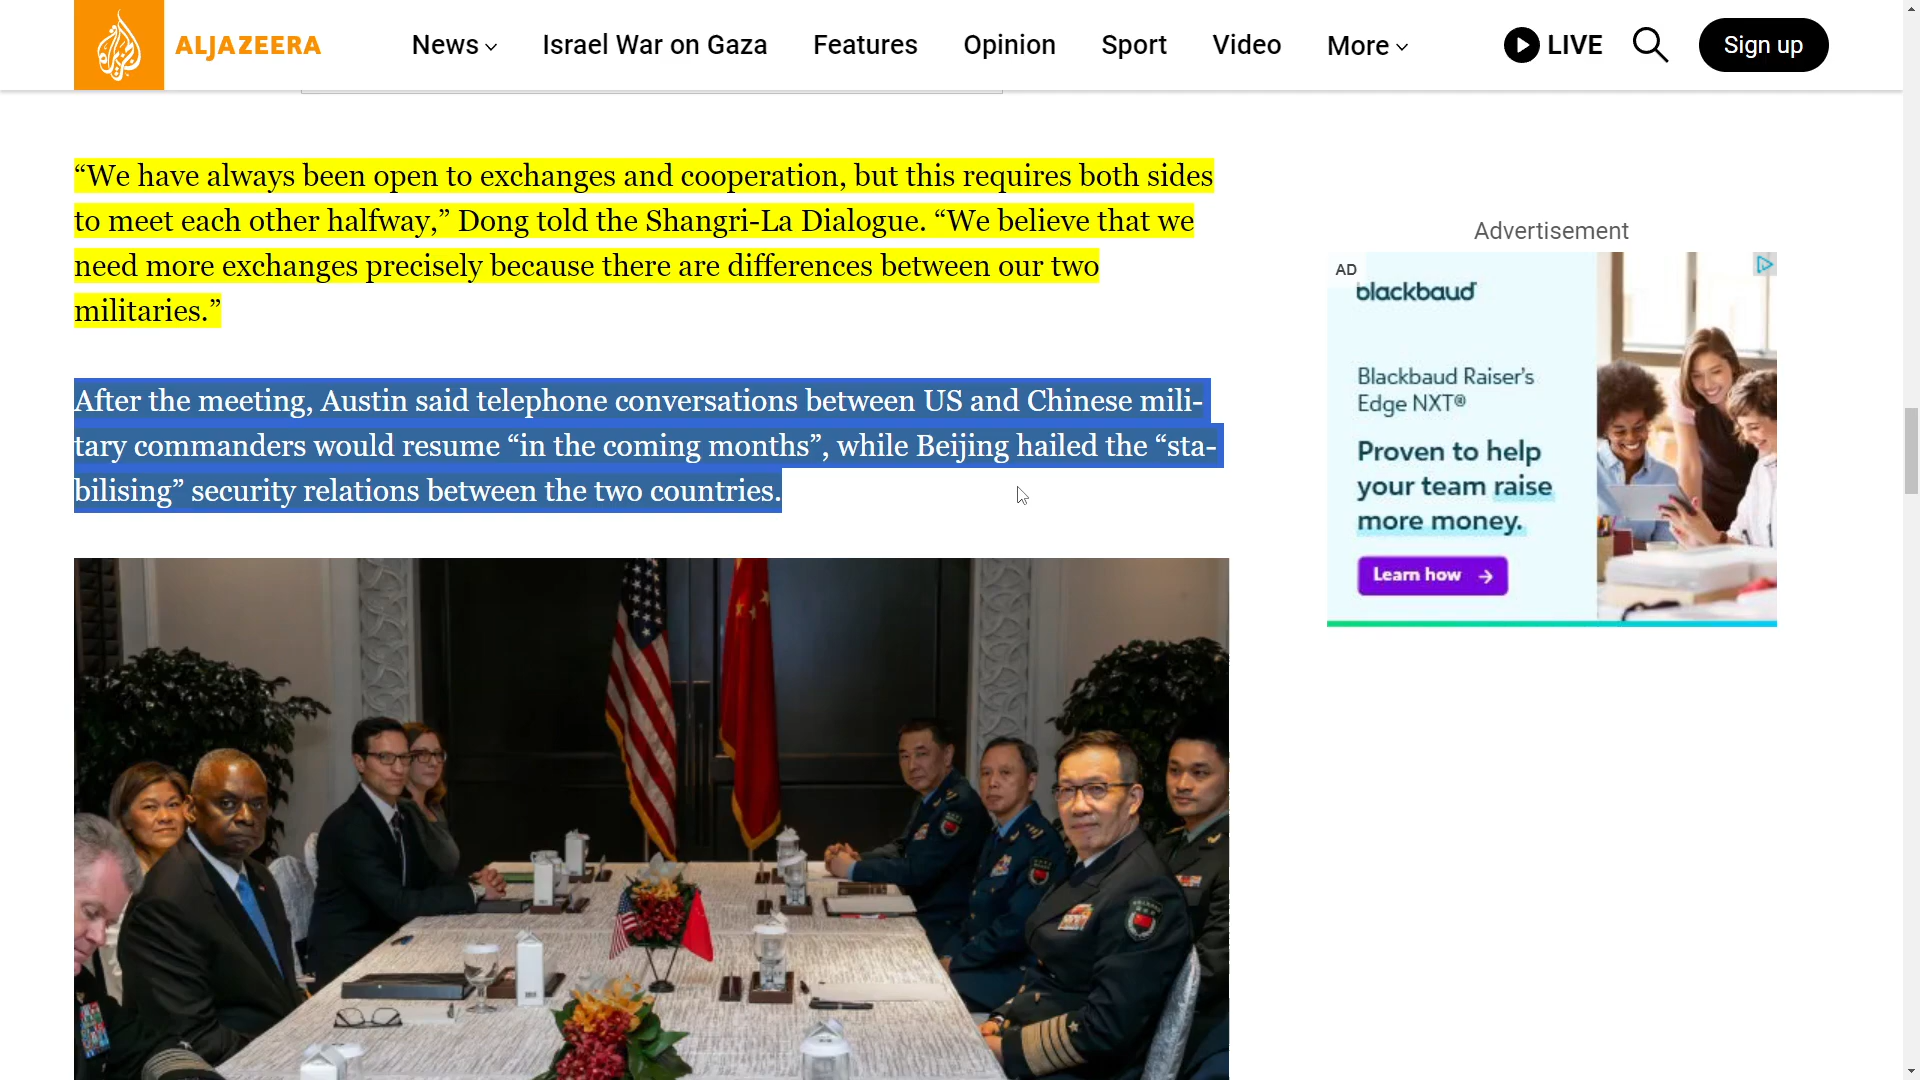 ALJAZEERA
News
Israel War on Gaza
Features
Opinion
Sport
Video
More
LIVE
Sign up
“We have always been open to exchanges and cooperation, but this requires both sides
to meet each other halfway,” Dong told the Shangri-La Dialogue. “We believe that we
need more exchanges precisely because there are differences between our two
militaries.”
After the meeting, Austin said telephone conversations between US and Chinese mili-
tary commanders would resume “in the coming months”, while Beijing hailed the “sta-
bilising” security relations between the two countries.
Advertisement
AD
blackbaud
Blackbaud Raiser's
Edge NXT®
Proven to help
your team raise
more money.
Learn how